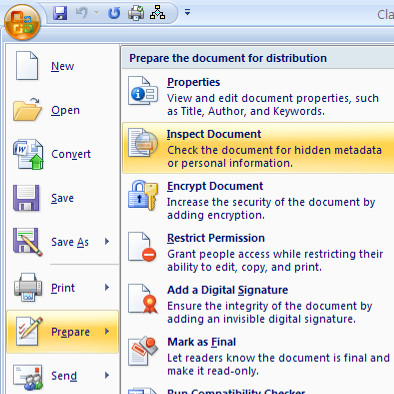 Cla
New
Open
Convert
Save
Save As
Print
Prepare
Send
Prepare the document for distribution
Properties
View and edit document properties, such
as Title, Author, and Keywords.
Inspect Document
Check the document for hidden metadata
or personal information.
Encrypt Document
Increase the security of the document by
adding encryption.
Restrict Permission
Grant people access while restricting their
ability to edit, copy, and print.
Add a Digital Signature
Ensure the integrity of the document by
adding an invisible digital signature.
Mark as Final
Let readers know the document is final and
make it read-only.
Run Compatibility Checker